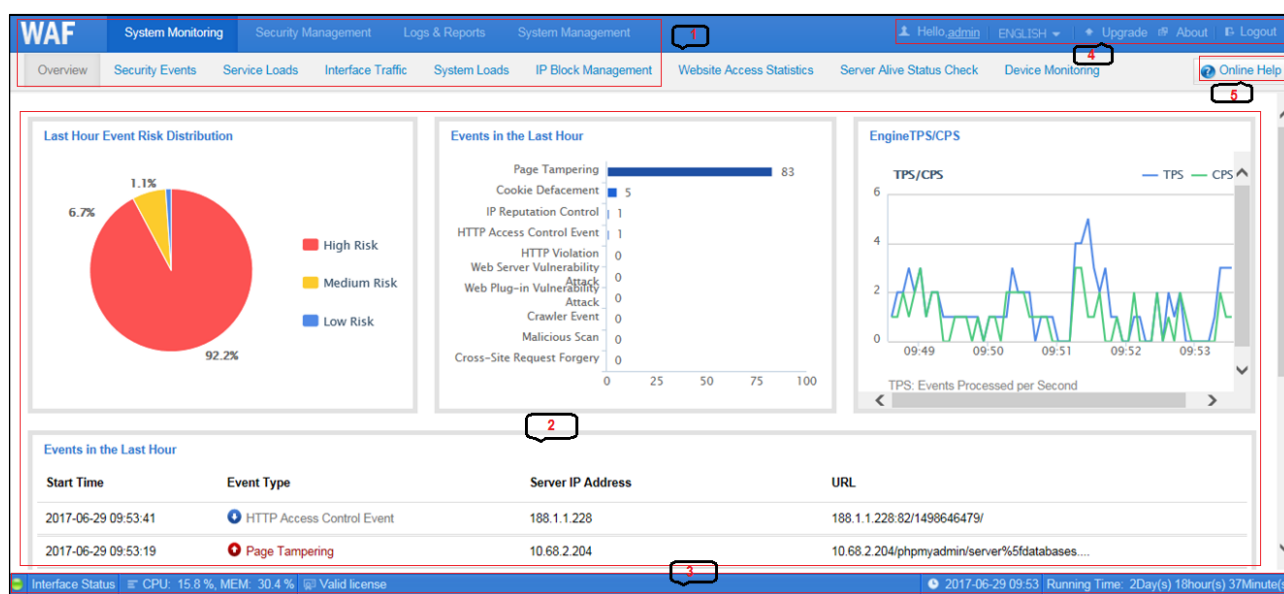 WAF System Monitoring Security Management Logs & Reports System Management 1 Hello,admin ENGLISH Upgrade About Logout
Overview Security Events Service Loads Interface Traffic System Loads IP Block Management Website Access Statistics Server Alive Status Check Device Monitoring Online Help
4
5
Last Hour Event Risk Distribution
1.1%
6.7%
92.2%
High Risk
Medium Risk
Low Risk
Events in the Last Hour
Page Tampering 83
Cookie Defacement 5
IP Reputation Control 1
HTTP Access Control Event 1
HTTP Violation 0
Web Server Vulnerability
Attack 0
Web Plug-in Vulnerability
Attack 0
Crawler Event 0
Malicious Scan 0
Cross-Site Request Forgery 0
0 25 50 75 100
EngineTPS/CPS
TPS/CPS TPS CPS
6
4
2
0
09:49 09:50 09:51 09:52 09:53
TPS: Events Processed per Second
2
Events in the Last Hour
Start Time Event Type Server IP Address URL
2017-06-29 09:53:41 HTTP Access Control Event 188.1.1.228 188.1.1.228:82/1498646479/
2017-06-29 09:53:19 Page Tampering 10.68.2.204 10.68.2.204/phpmyadmin/server%5fdatabases....
3
Interface Status CPU: 15.8 %, MEM: 30.4 % Valid license 2017-06-29 09:53 Running Time: 2Day(s) 18hour(s) 37Minute(s